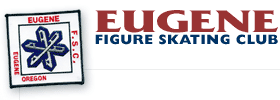 EUGENE
F.S.C.
EUGENE
OREGON
EUGENE
FIGURE SKATING CLUB